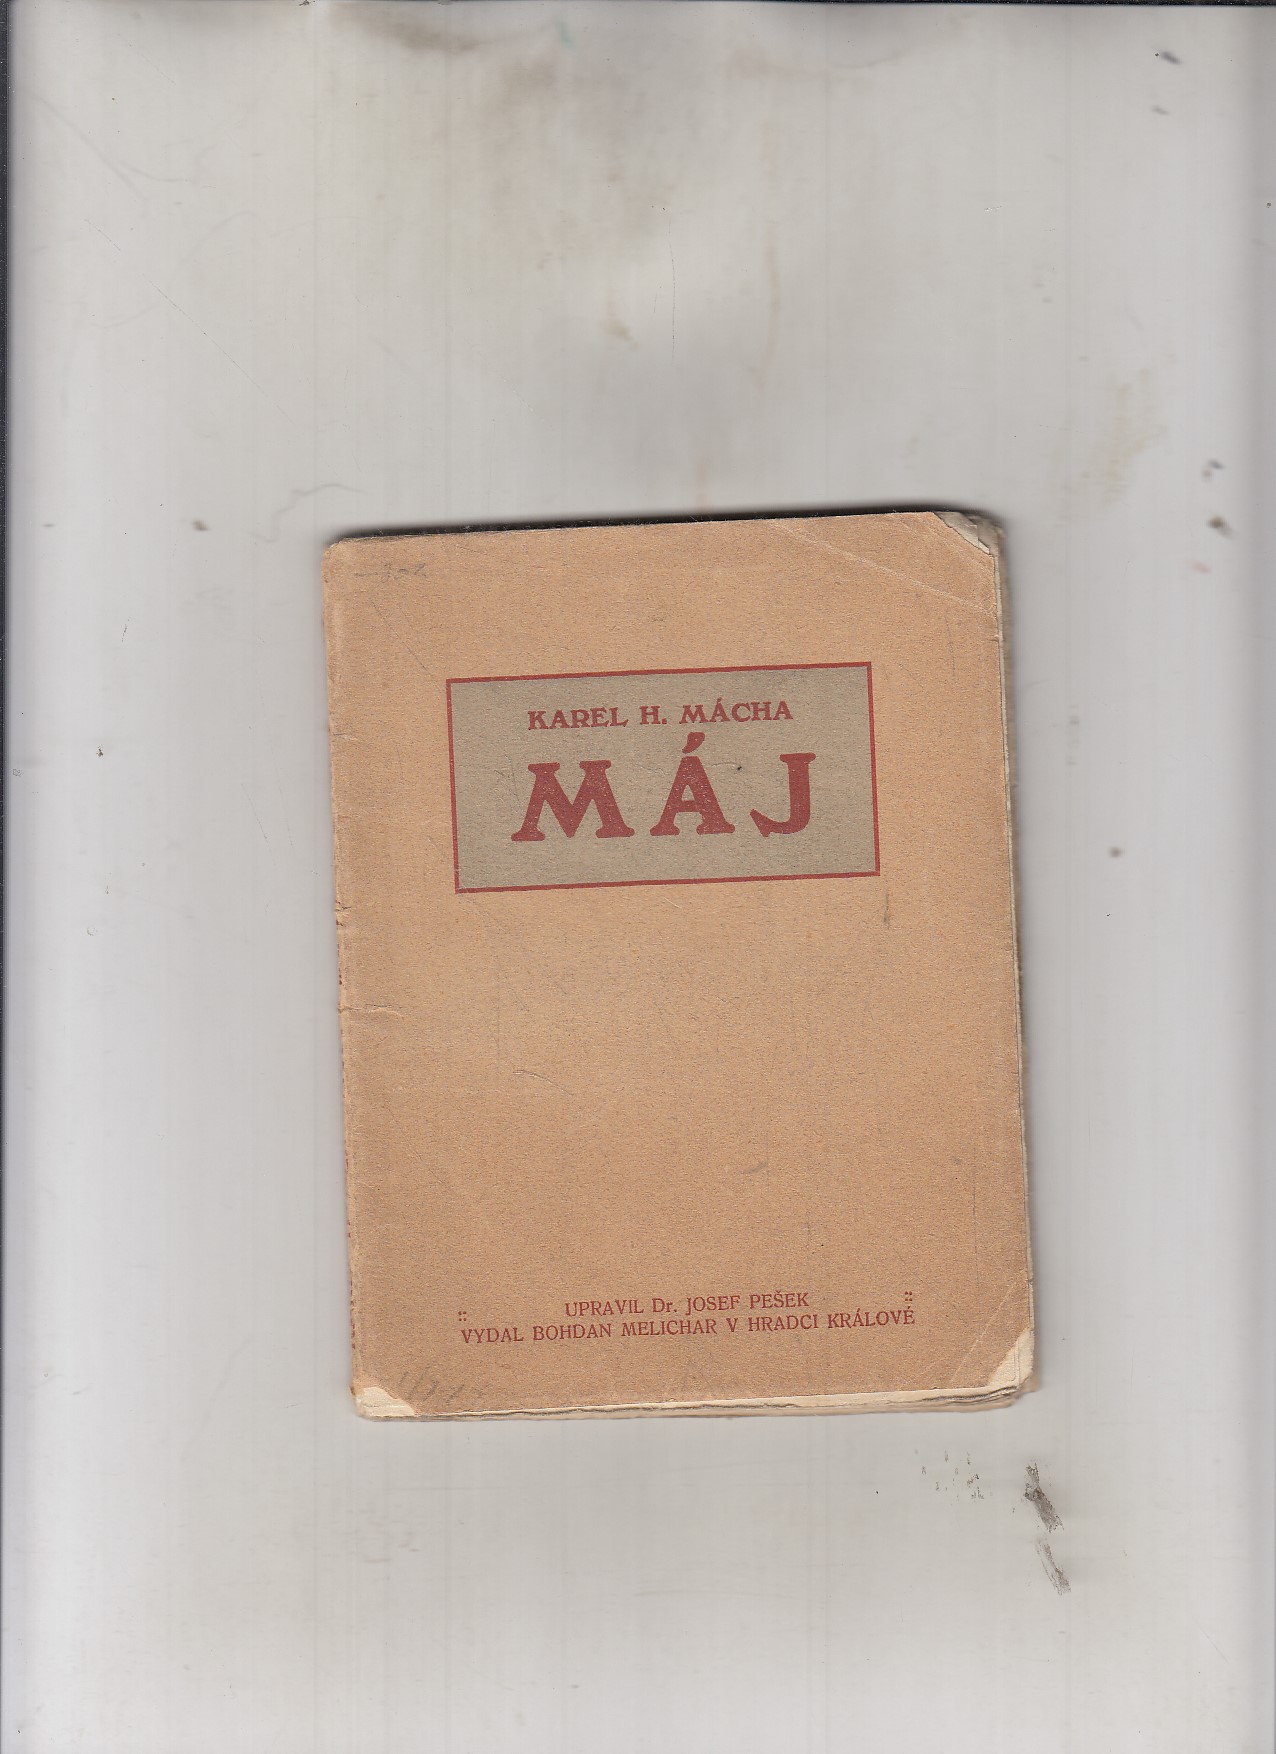 KAREL H. MÁCHA
MÁJ
UPRAVIL Dr. JOSEF PEŠEK
VYDAL BOHDAN MELICHAR V HRADCI KRÁLOVÉ